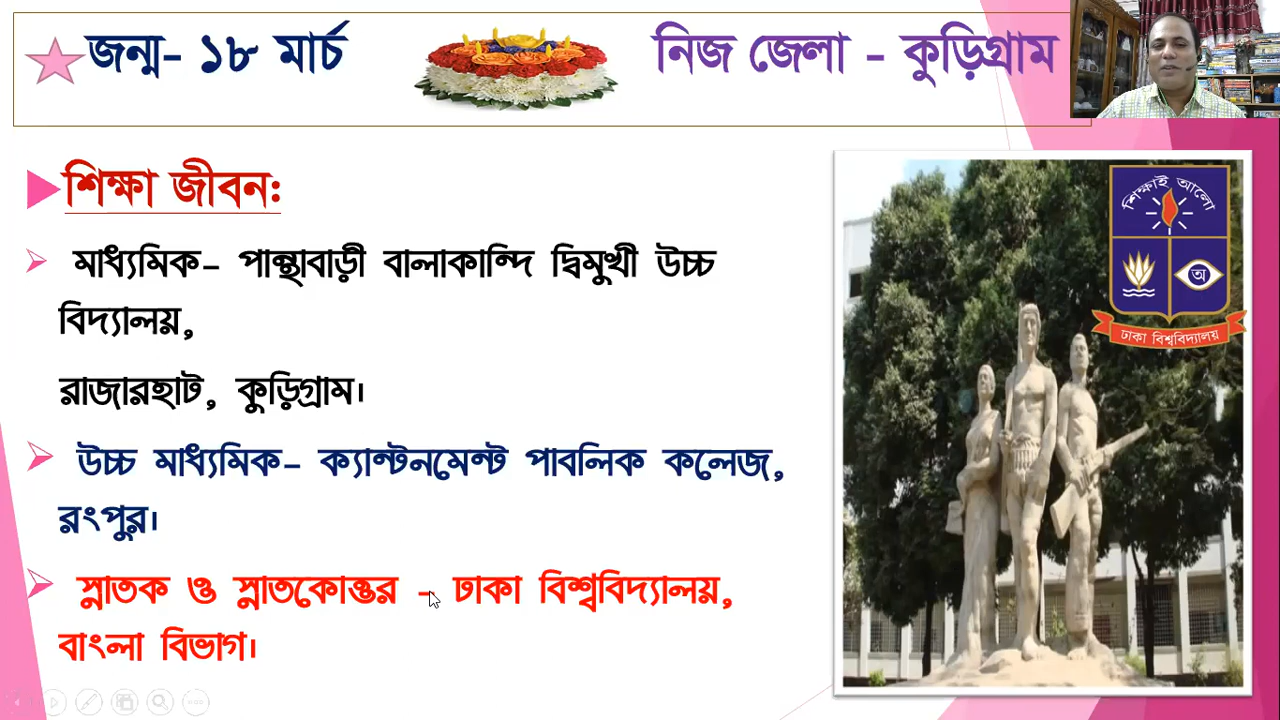 জন্ম- ১৮ মার্চ
নিজ জেলা - কুড়িগ্রাম
শিক্ষা জীবন:
মাধ্যমিক- পান্থাবাড়ী বালাকান্দি দ্বিমুখী উচ্চ
বিদ্যালয়,
রাজারহাট, কুড়িগ্রাম।
উচ্চ মাধ্যমিক- ক্যান্টনমেন্ট পাবলিক কলেজ,
রংপুর।
স্নাতক ও স্নাতকোত্তর - ঢাকা বিশ্ববিদ্যালয়,
বাংলা বিভাগ।
শিক্ষাই আলো
অ
ঢাকা বিশ্ববিদ্যালয়